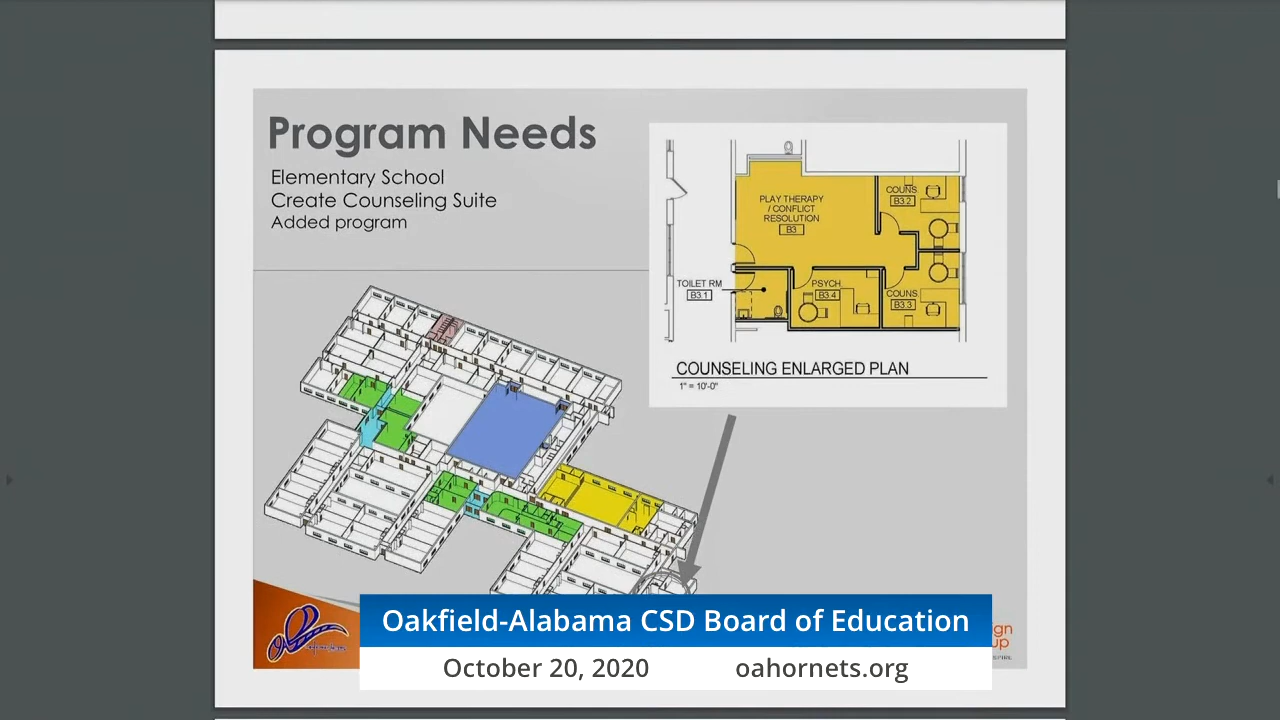 Program Needs
Elementary School
Create Counseling Suite
Added program
PLAY THERAPY
/ CONFLICT
RESOLUTION
B3
COUNS
B3.2
TOILET RM
B3.1
PSYCH
B3.4
COUNS
B3.3
COUNSELING ENLARGED PLAN
1" = 10'-0"
Oakfield-Alabama CSD Board of Education
October 20, 2020
oahornets.org